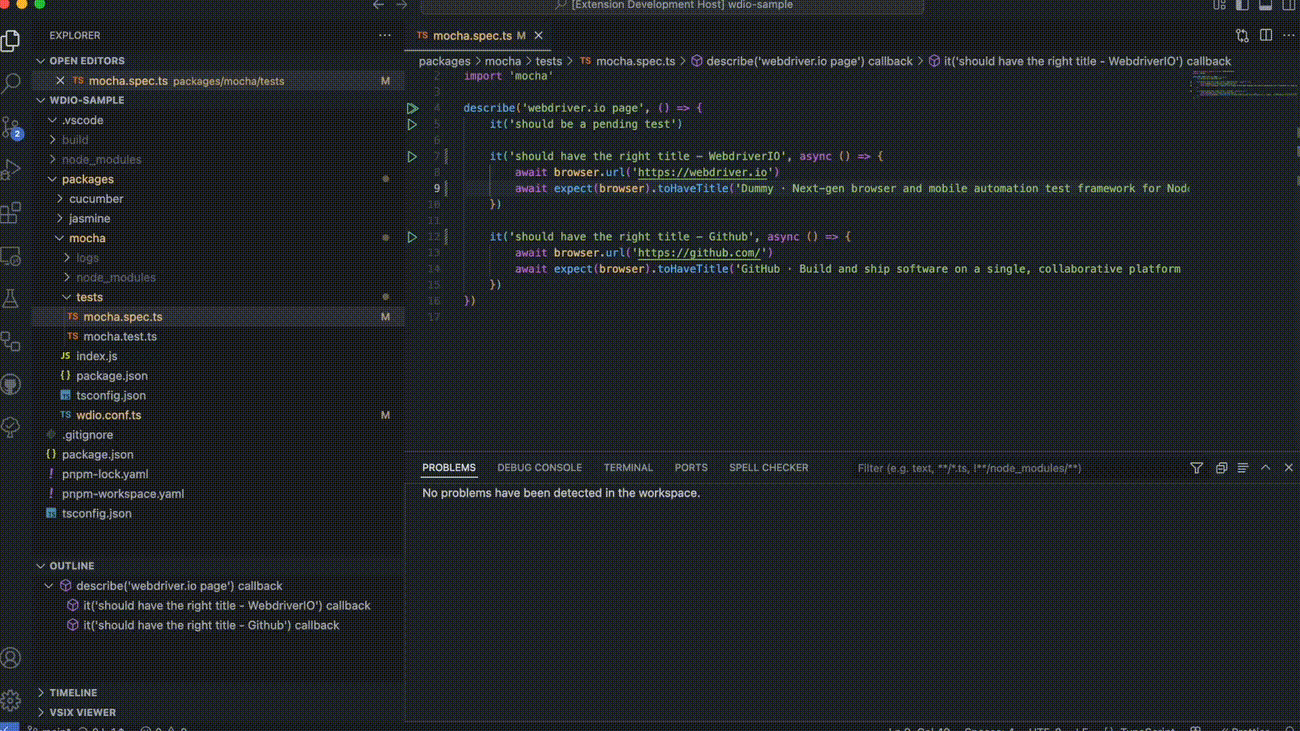 [Extension Development Host] wdio-sample
EXPLORER
OPEN EDITORS
TS mocha.spec.ts packages/mocha/tests M
WDIO-SAMPLE
.vscode
2
build
node_modules
packages
cucumber
jasmine
mocha
logs
node_modules
tests
TS mocha.spec.ts M
TS mocha.test.ts
JS index.js
{} package.json
TS tsconfig.json
TS wdio.conf.ts M
.gitignore
{} package.json
! pnpm-lock.yaml
! pnpm-workspace.yaml
TS tsconfig.json
OUTLINE
describe('webdriver.io page') callback
it('should have the right title - WebdriverIO') callback
it('should have the right title - Github') callback
TIMELINE
VSIX VIEWER
TS mocha.spec.ts M
packages > mocha > tests > TS mocha.spec.ts > describe('webdriver.io page') callback > it('should have the right title - WebdriverIO') callback
2 import 'mocha'
3
4 describe('webdriver.io page', () => {
5 it('should be a pending test')
6
7 it('should have the right title - WebdriverIO', async () => {
8 await browser.url('https://webdriver.io')
9 await expect(browser).toHaveTitle('Dummy · Next-gen browser and mobile automation test framework for Node
10 })
11
12 it('should have the right title - Github', async () => {
13 await browser.url('https://github.com/')
14 await expect(browser).toHaveTitle('GitHub · Build and ship software on a single, collaborative platform
15 })
16 })
17
PROBLEMS DEBUG CONSOLE TERMINAL PORTS SPELL CHECKER Filter (e.g. text, **/*.ts, !**/node_modules/**)
No problems have been detected in the workspace.